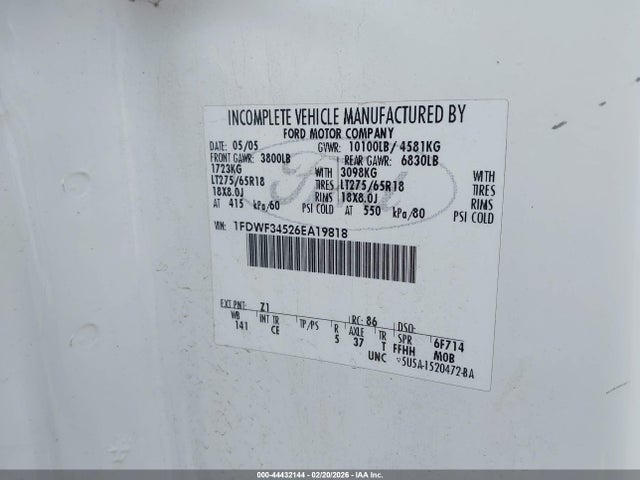 INCOMPLETE VEHICLE MANUFACTURED BY
FORD MOTOR COMPANY
DATE: 05/05 GVWR: 10100LB/ 4581KG
FRONT GAWR: 3800LB REAR GAWR: 6830LB
1723KG WITH 3098KG WITH
LT275/65R18 TIRES LT275/65R18 TIRES
18X8.0J RIMS 18X8.0J RIMS
AT 415 kPa/60 PSI COLD AT 550 kPa/80 PSI COLD
VIN: 1FDWF34526EA19818
Ford
EXT PNT: Z1 RC: 86 DSO:
WB INT TR TP/PS R AXLE TR SPR 6F714
141 CE 5 37 T FFHH MOB
UNC 5U5A-1520472-BA
000-44432144 - 02/20/2026 - IAA Inc.